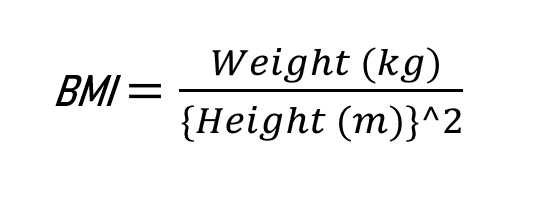 BMI =
Weight (kg)
{Height (m)}^2